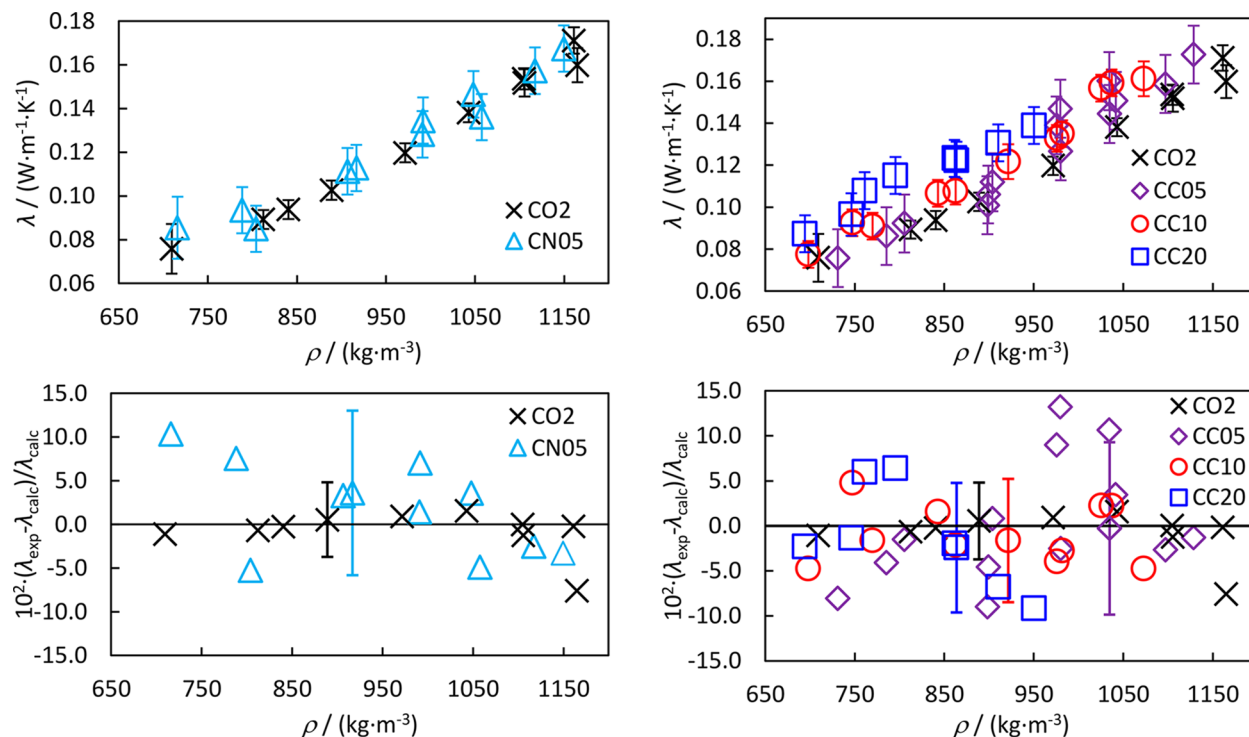 0.18
0.16
0.14
0.12
0.10
0.08
0.06
λ / (W·m⁻¹·K⁻¹)
CO2
CN05
650 750 850 950 1050 1150
ρ / (kg·m⁻³)
0.18
0.16
0.14
0.12
0.10
0.08
0.06
λ / (W·m⁻¹·K⁻¹)
CO2
CC05
CC10
CC20
650 750 850 950 1050 1150
ρ / (kg·m⁻³)
15.0
10.0
5.0
0.0
-5.0
-10.0
-15.0
10²·(λexp-λcalc)/λcalc
CO2
CN05
650 750 850 950 1050 1150
ρ / (kg·m⁻³)
15.0
10.0
5.0
0.0
-5.0
-10.0
-15.0
10²·(λexp-λcalc)/λcalc
CO2
CC05
CC10
CC20
650 750 850 950 1050 1150
ρ / (kg·m⁻³)